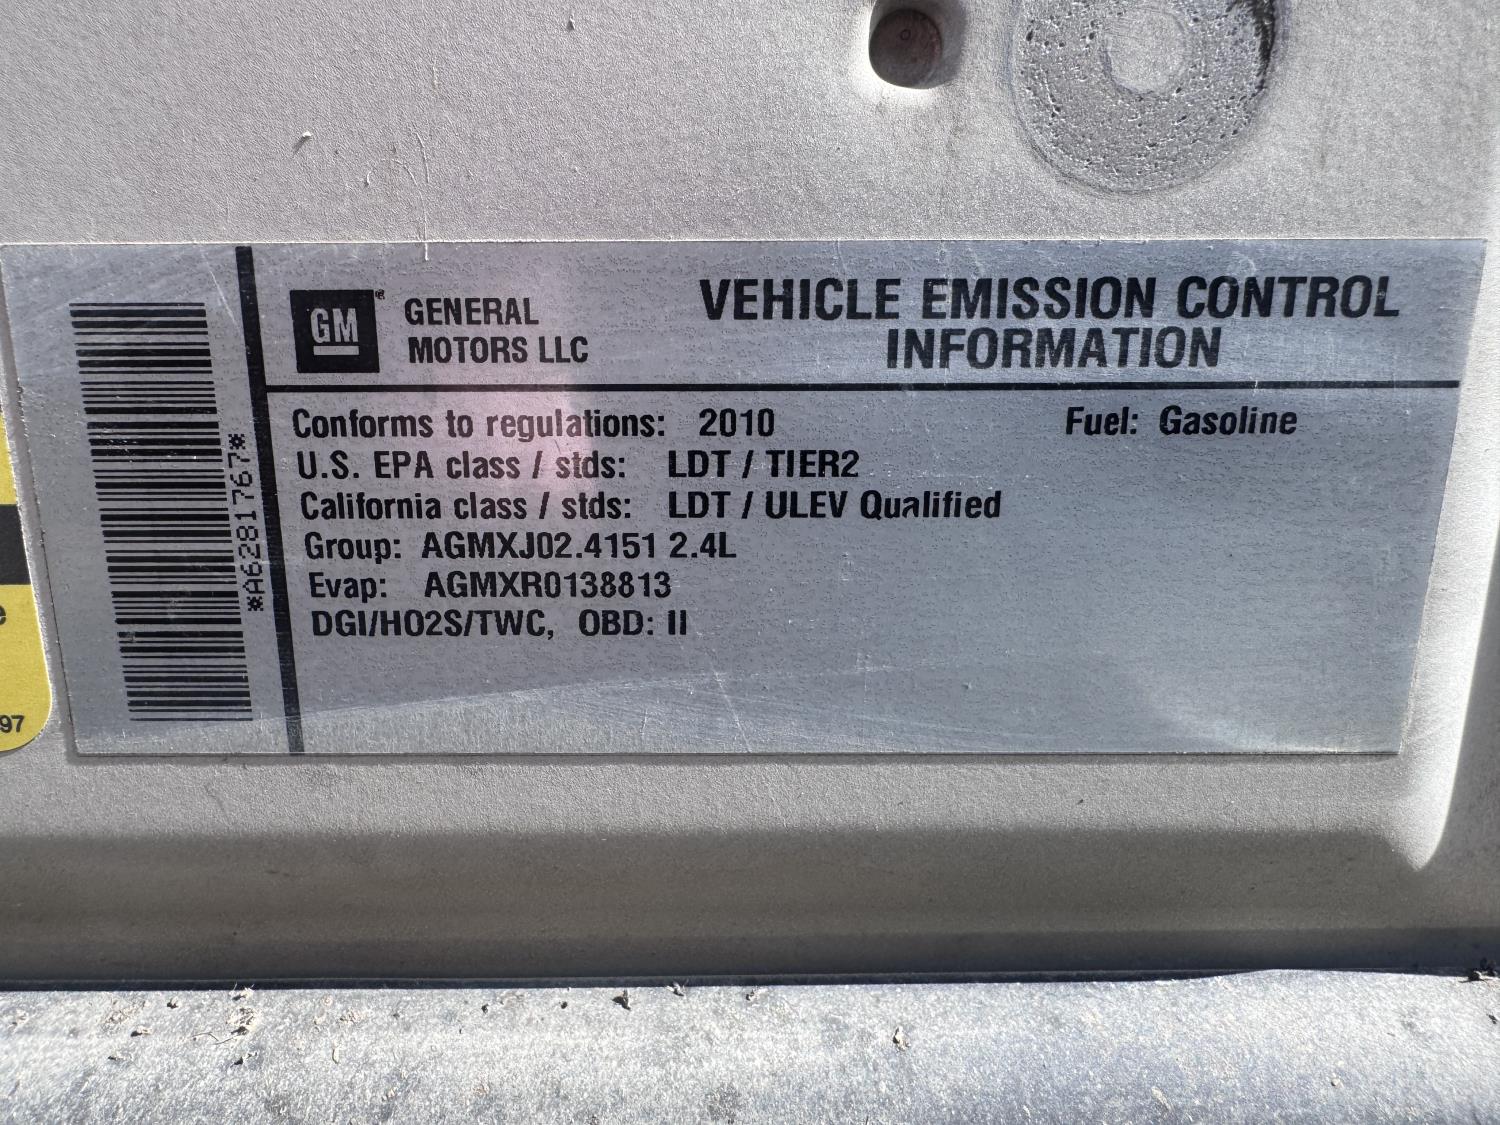 GM ®
GENERAL
MOTORS LLC
VEHICLE EMISSION CONTROL
INFORMATION
Conforms to regulations: 2010 Fuel: Gasoline
U.S. EPA class / stds: LDT / TIER2
California class / stds: LDT / ULEV Qualified
Group: AGMXJ02.4151 2.4L
Evap: AGMXR0138813
DGI/HO2S/TWC, OBD: II
*A6281767*
e
97